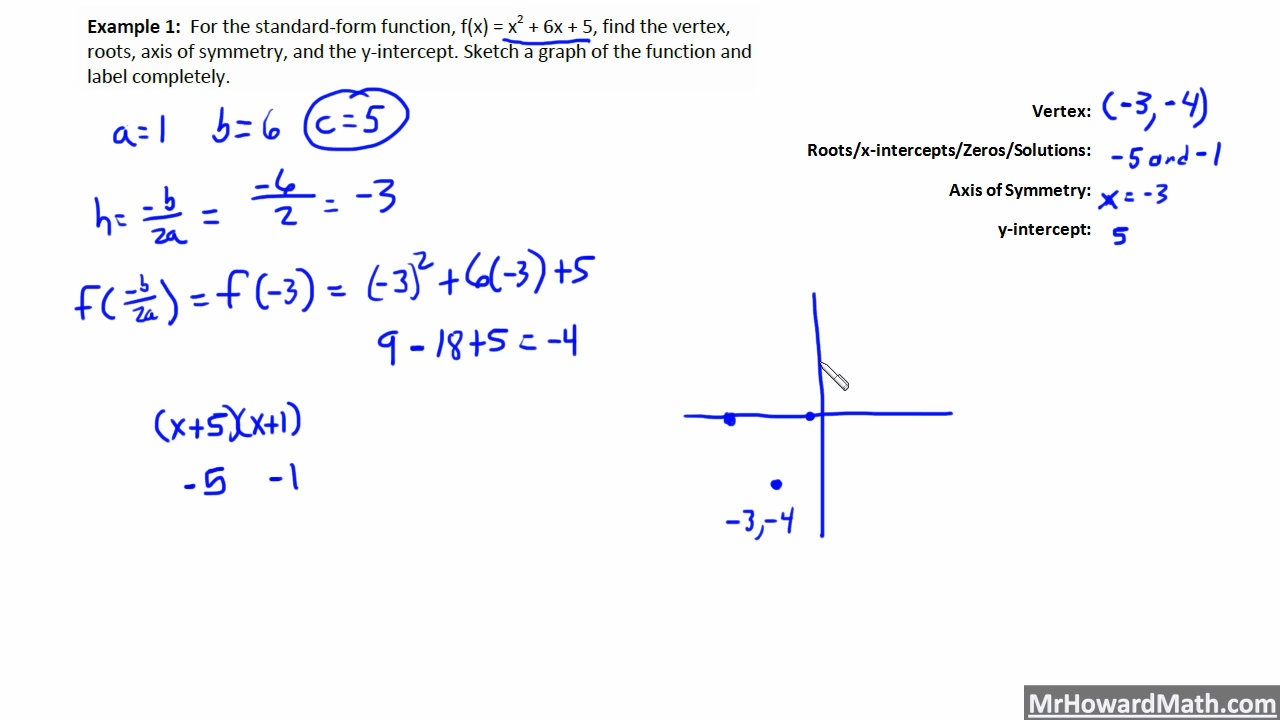 Example 1: For the standard-form function, f(x) = x² + 6x + 5, find the vertex,
roots, axis of symmetry, and the y-intercept. Sketch a graph of the function and
label completely.
a=1 b=6 c=5
h= -b/2a = -6/2 = -3
f(-b/2a) = f(-3) = (-3)² + 6(-3) + 5
9 - 18 + 5 = -4
(x+5)(x+1)
-5 -1
Vertex: (-3, -4)
Roots/x-intercepts/Zeros/Solutions: -5 and -1
Axis of Symmetry: x = -3
y-intercept: 5
-3, -4
MrHowardMath.com